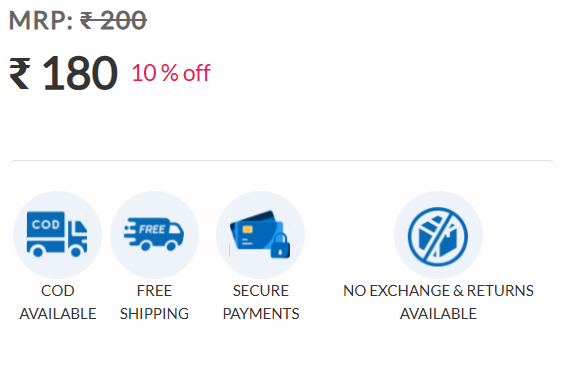 MRP: ₹ 200
₹ 180 10 % off
COD
FREE
COD
AVAILABLE
FREE
SHIPPING
SECURE
PAYMENTS
NO EXCHANGE & RETURNS
AVAILABLE